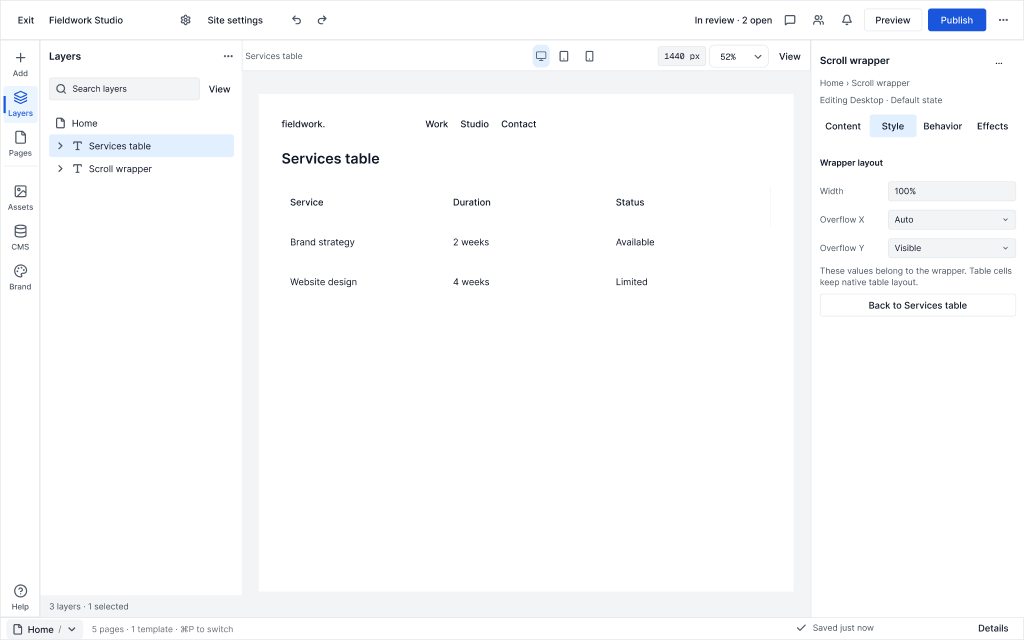 Exit Fieldwork Studio Site settings In review · 2 open Preview Publish ...
Add
Layers
Pages
Assets
CMS
Brand
Help
Layers ...
Search layers View
Home
Services table
Scroll wrapper
3 layers · 1 selected
Services table 1440 px 52% View
fieldwork. Work Studio Contact
Services table
Service Duration Status
Brand strategy 2 weeks Available
Website design 4 weeks Limited
Scroll wrapper ...
Home › Scroll wrapper
Editing Desktop · Default state
Content Style Behavior Effects
Wrapper layout
Width 100%
Overflow X Auto
Overflow Y Visible
These values belong to the wrapper. Table cells
keep native table layout.
Back to Services table
Home / 5 pages · 1 template · ⌘P to switch Saved just now Details